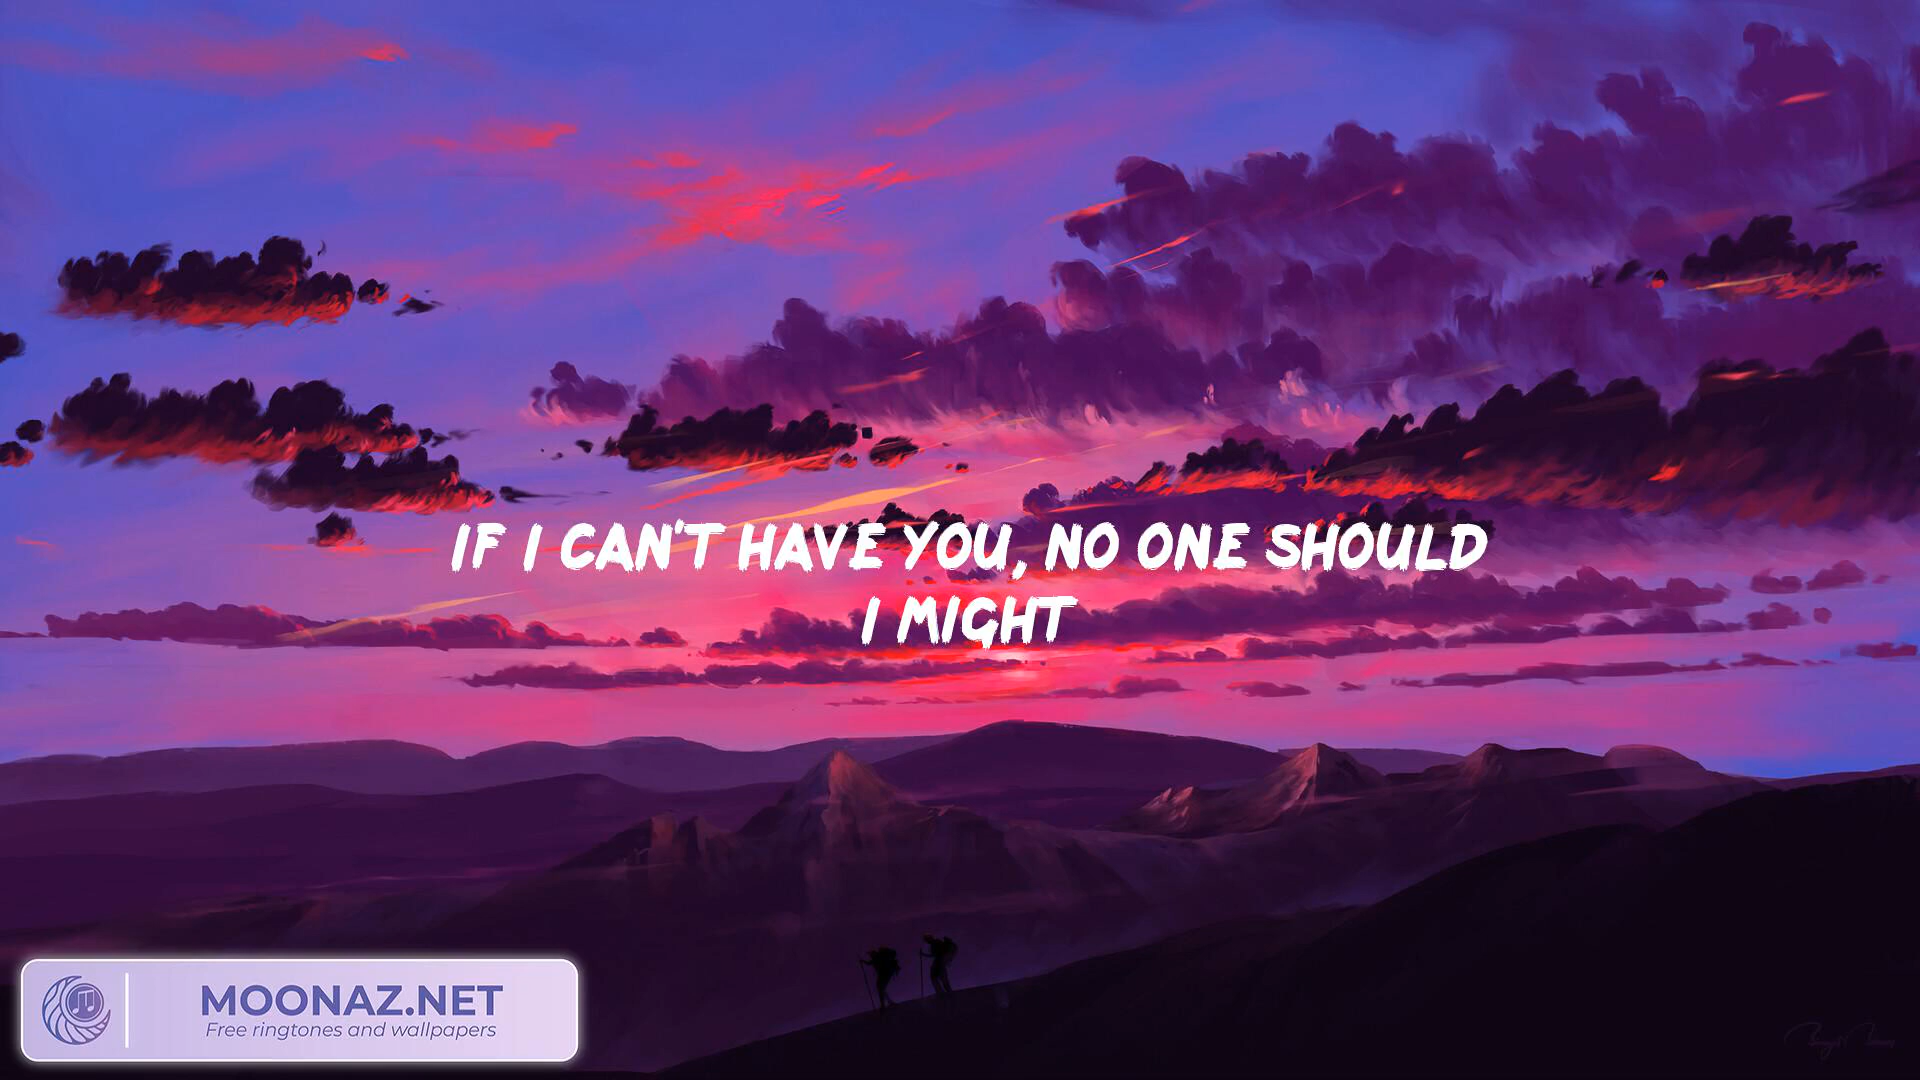 IF I CAN'T HAVE YOU, NO ONE SHOULD
I MIGHT
MOONAZ.NET
Free ringtones and wallpapers